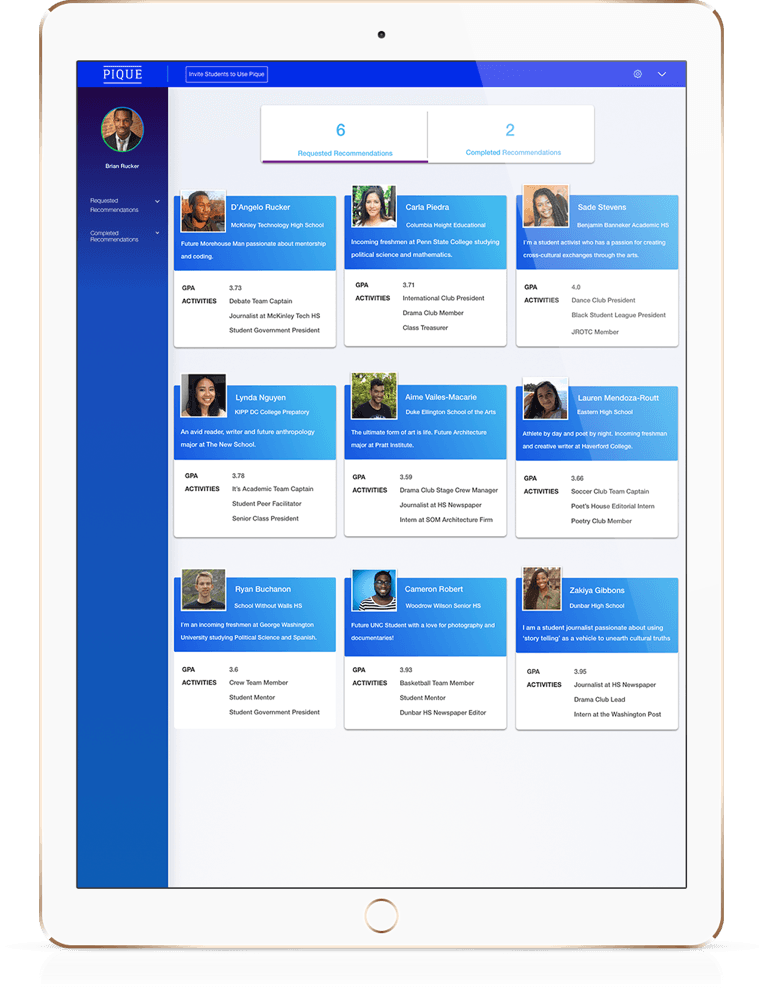 PIQUE
Invite Students to Use Pique
Brian Rucker
Requested
Recommendations
Completed
Recommendations
6
Requested Recommendations
2
Completed Recommendations
D'Angelo Rucker
McKinley Technology High School
Future Morehouse Man passionate about mentorship
and coding.
GPA 3.73
ACTIVITIES Debate Team Captain
Journalist at McKinley Tech HS
Student Government President
Carla Piedra
Columbia Height Educational
Incoming freshmen at Penn State College studying
political science and mathematics.
GPA 3.71
ACTIVITIES International Club President
Drama Club Member
Class Treasurer
Sade Stevens
Benjamin Banneker Academic HS
I'm a student activist who has a passion for creating
cross-cultural exchanges through the arts.
GPA 4.0
ACTIVITIES Dance Club President
Black Student League President
JROTC Member
Lynda Nguyen
KIPP DC College Prepatory
An avid reader, writer and future anthropology
major at The New School.
GPA 3.78
ACTIVITIES It's Academic Team Captain
Student Peer Facilitator
Senior Class President
Aime Vailes-Macarie
Duke Ellington School of the Arts
The ultimate form of art is life. Future Architecture
major at Pratt Institute.
GPA 3.59
ACTIVITIES Drama Club Stage Crew Manager
Journalist at HS Newspaper
Intern at SOM Architecture Firm
Lauren Mendoza-Routt
Eastern High School
Athlete by day and poet by night. Incoming freshman
and creative writer at Haverford College.
GPA 3.66
ACTIVITIES Soccer Club Team Captain
Poet's House Editorial Intern
Poetry Club Member
Ryan Buchanon
School Without Walls HS
I'm an incoming freshmen at George Washington
University studying Political Science and Spanish.
GPA 3.6
ACTIVITIES Crew Team Member
Student Mentor
Student Government President
Cameron Robert
Woodrow Wilson Senior HS
Future UNC Student with a love for photography and
documentaries!
GPA 3.93
ACTIVITIES Basketball Team Member
Student Mentor
Dunbar HS Newspaper Editor
Zakiya Gibbons
Dunbar High School
I am a student journalist passionate about using
'story telling' as a vehicle to unearth cultural truths
GPA 3.95
ACTIVITIES Journalist at HS Newspaper
Drama Club Lead
Intern at the Washington Post